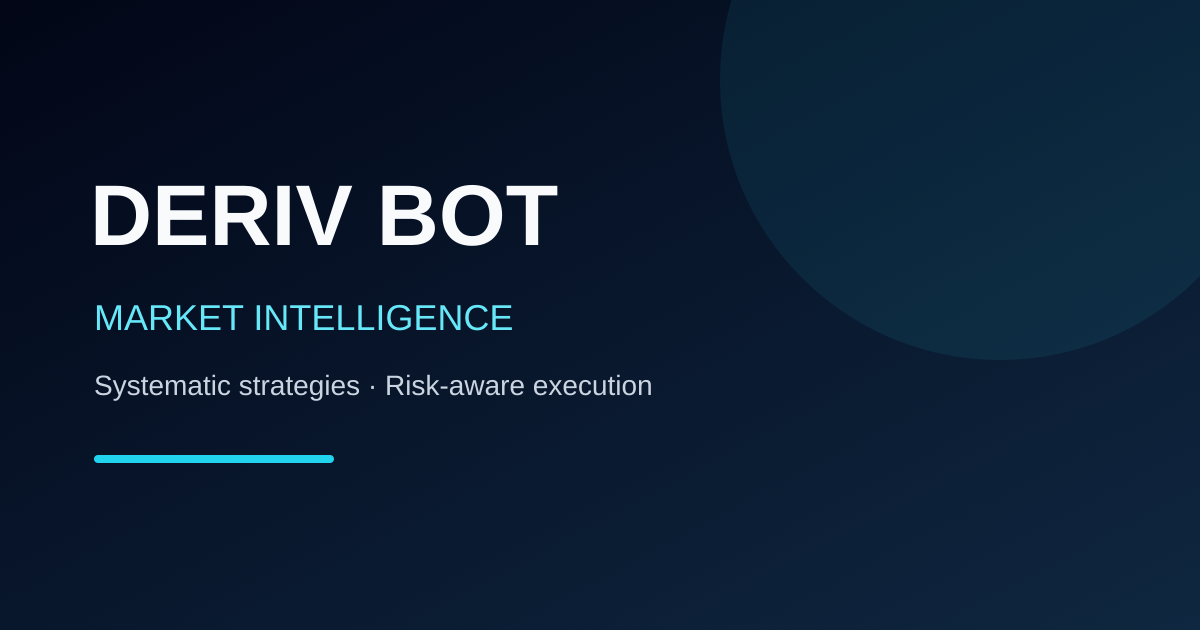 DERIV BOT
MARKET INTELLIGENCE
Systematic strategies · Risk-aware execution